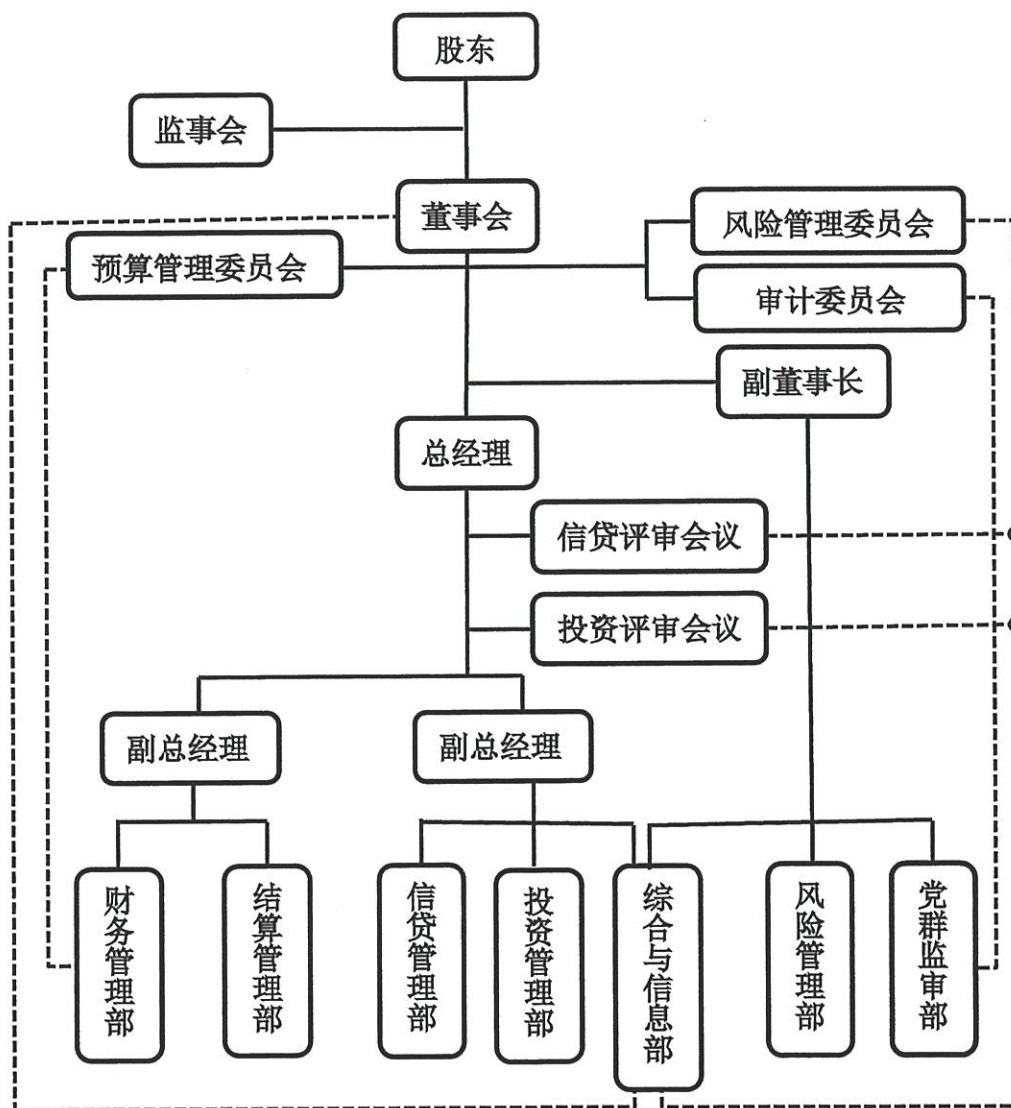 股东
监事会
董事会
风险管理委员会
预算管理委员会
审计委员会
副董事长
总经理
信贷评审会议
投资评审会议
副总经理
副总经理
财务管理部
结算管理部
信贷管理部
投资管理部
综合与信息部
风险管理部
党群监审部